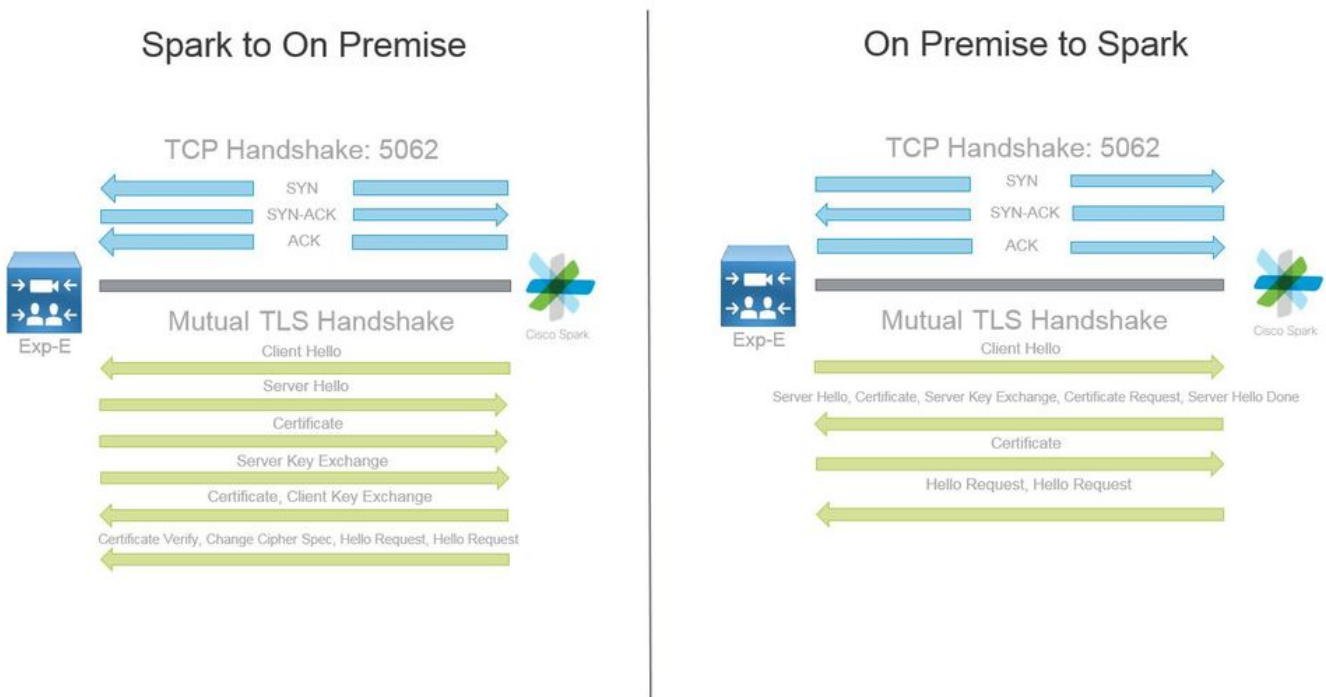 Spark to On Premise
TCP Handshake: 5062
SYN
SYN-ACK
ACK
Exp-E
Cisco Spark
Mutual TLS Handshake
Client Hello
Server Hello
Certificate
Server Key Exchange
Certificate, Client Key Exchange
Certificate Verify, Change Cipher Spec, Hello Request, Hello Request
On Premise to Spark
TCP Handshake: 5062
SYN
SYN-ACK
ACK
Exp-E
Cisco Spark
Mutual TLS Handshake
Client Hello
Server Hello, Certificate, Server Key Exchange, Certificate Request, Server Hello Done
Certificate
Hello Request, Hello Request